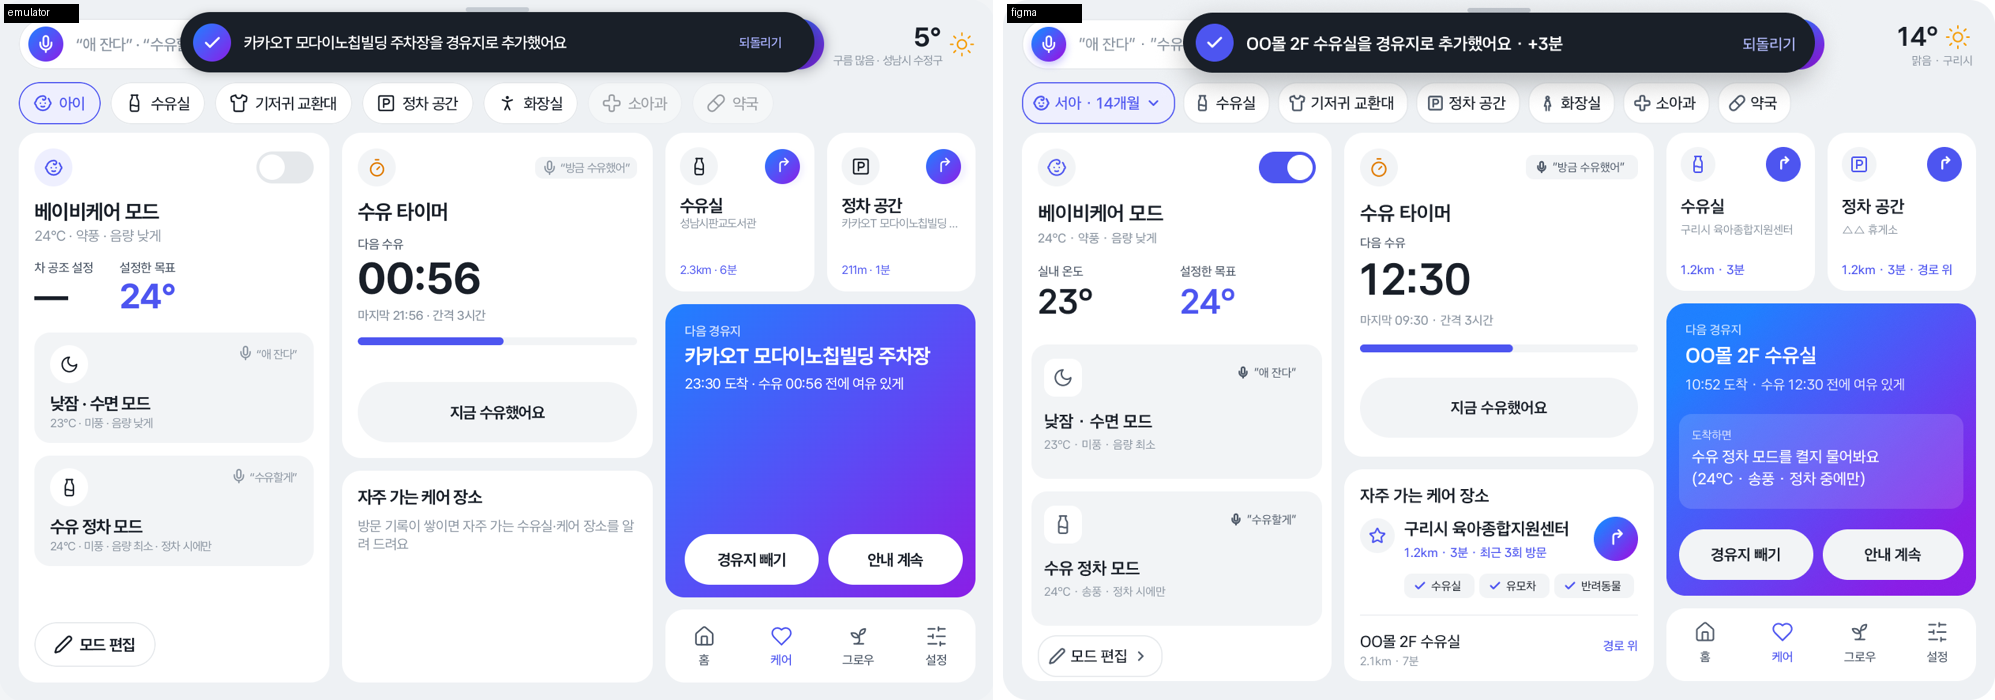 emulator
"애 잔다" · "수유
카카오T 모다이노칩빌딩 주차장을 경유지로 추가했어요
되돌리기
5°
구름 많음 · 성남시 수정구
아이
수유실
기저귀 교환대
정차 공간
화장실
소아과
약국
베이비케어 모드
24°C · 약풍 · 음량 낮게
차 공조 설정
설정한 목표
—
24°
"애 잔다"
낮잠 · 수면 모드
23°C · 미풍 · 음량 낮게
"수유할게"
수유 정차 모드
24°C · 미풍 · 음량 최소 · 정차 시에만
모드 편집
"방금 수유했어"
수유 타이머
다음 수유
00:56
마지막 21:56 · 간격 3시간
지금 수유했어요
자주 가는 케어 장소
방문 기록이 쌓이면 자주 가는 수유실·케어 장소를 알
려 드려요
수유실
성남시판교도서관
2.3km · 6분
정차 공간
카카오T 모다이노칩빌딩 ...
211m · 1분
다음 경유지
카카오T 모다이노칩빌딩 주차장
23:30 도착 · 수유 00:56 전에 여유 있게
경유지 빼기
안내 계속
홈
케어
그로우
설정
figma
"애 잔다" · "수유
OO몰 2F 수유실을 경유지로 추가했어요 · +3분
되돌리기
14°
맑음 · 구리시
서아 · 14개월
수유실
기저귀 교환대
정차 공간
화장실
소아과
약국
베이비케어 모드
24°C · 약풍 · 음량 낮게
실내 온도
설정한 목표
23°
24°
"애 잔다"
낮잠 · 수면 모드
23°C · 미풍 · 음량 최소
"수유할게"
수유 정차 모드
24°C · 송풍 · 정차 시에만
모드 편집
"방금 수유했어"
수유 타이머
다음 수유
12:30
마지막 09:30 · 간격 3시간
지금 수유했어요
자주 가는 케어 장소
구리시 육아종합지원센터
1.2km · 3분 · 최근 3회 방문
수유실
유모차
반려동물
OO몰 2F 수유실
2.1km · 7분
경로 위
수유실
구리시 육아종합지원센터
1.2km · 3분
정차 공간
△△ 휴게소
1.2km · 3분 · 경로 위
다음 경유지
OO몰 2F 수유실
10:52 도착 · 수유 12:30 전에 여유 있게
도착하면
수유 정차 모드를 켤지 물어봐요
(24°C · 송풍 · 정차 중에만)
경유지 빼기
안내 계속
홈
케어
그로우
설정